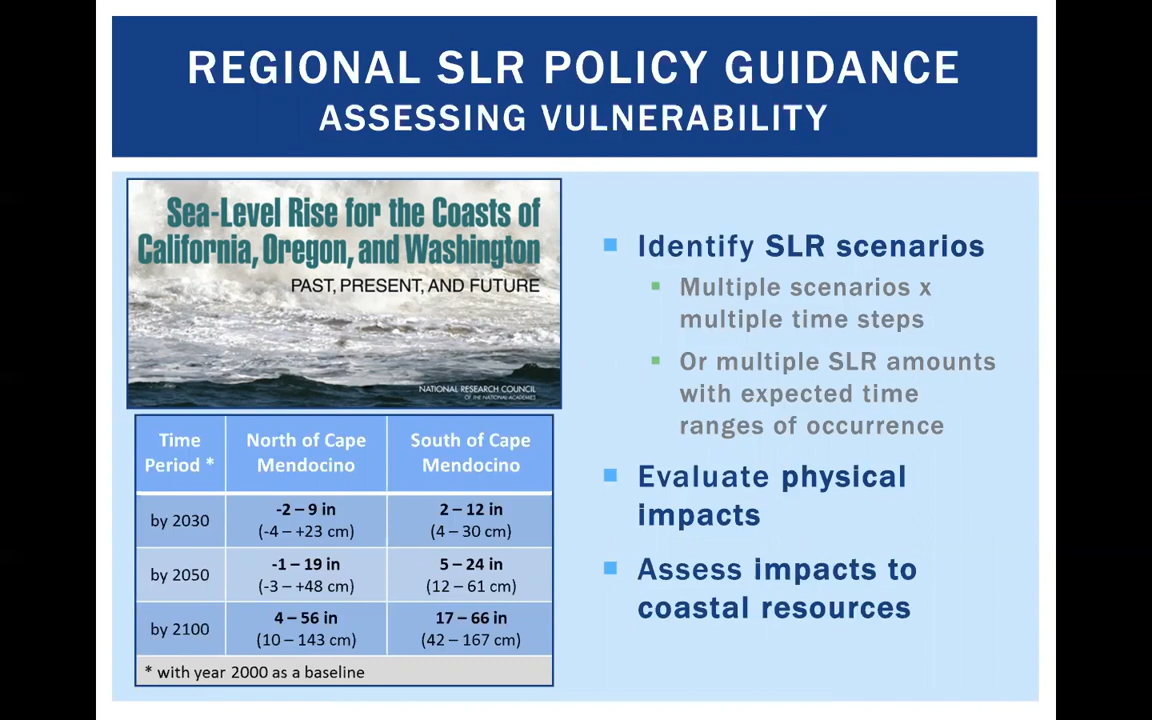 REGIONAL SLR POLICY GUIDANCE
ASSESSING VULNERABILITY
Sea-Level Rise for the Coasts of
California, Oregon, and Washington
PAST, PRESENT, AND FUTURE
NATIONAL RESEARCH COUNCIL
OF THE NATIONAL ACADEMIES
Time Period * North of Cape Mendocino South of Cape Mendocino
by 2030 -2 – 9 in (-4 – +23 cm) 2 – 12 in (4 – 30 cm)
by 2050 -1 – 19 in (-3 – +48 cm) 5 – 24 in (12 – 61 cm)
by 2100 4 – 56 in (10 – 143 cm) 17 – 66 in (42 – 167 cm)
* with year 2000 as a baseline
Identify SLR scenarios
Multiple scenarios x
multiple time steps
Or multiple SLR amounts
with expected time
ranges of occurrence
Evaluate physical
impacts
Assess impacts to
coastal resources